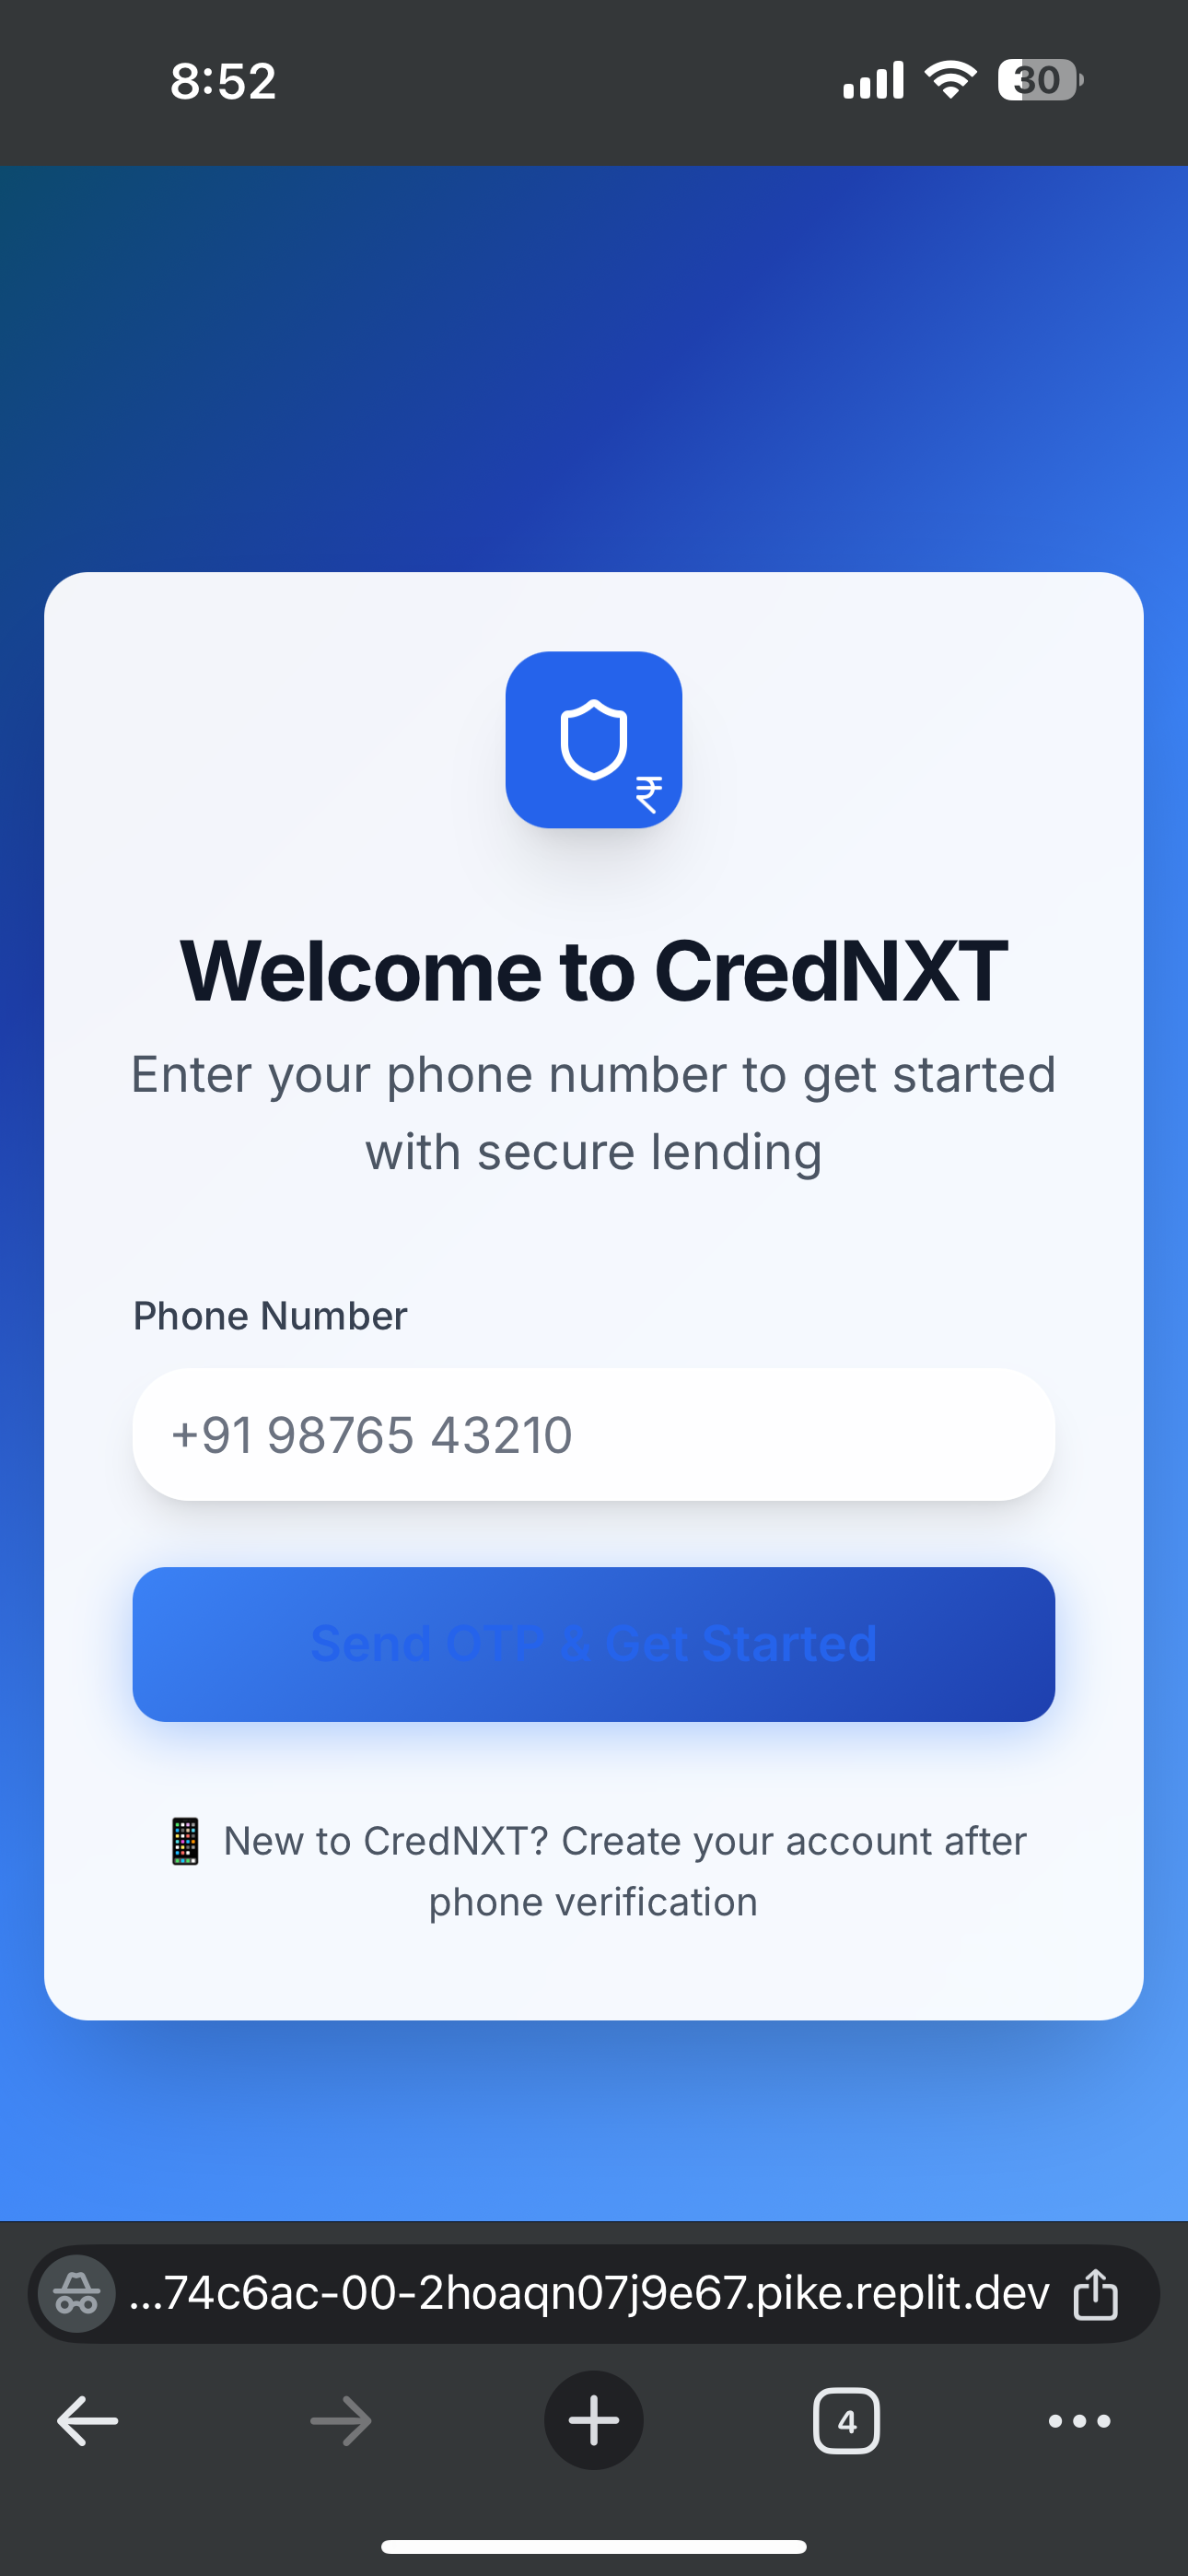 8:52
30
₹
Welcome to CredNXT
Enter your phone number to get started
with secure lending
Phone Number
+91 98765 43210
Send OTP & Get Started
📱 New to CredNXT? Create your account after
phone verification
...74c6ac-00-2hoaqn07j9e67.pike.replit.dev
4